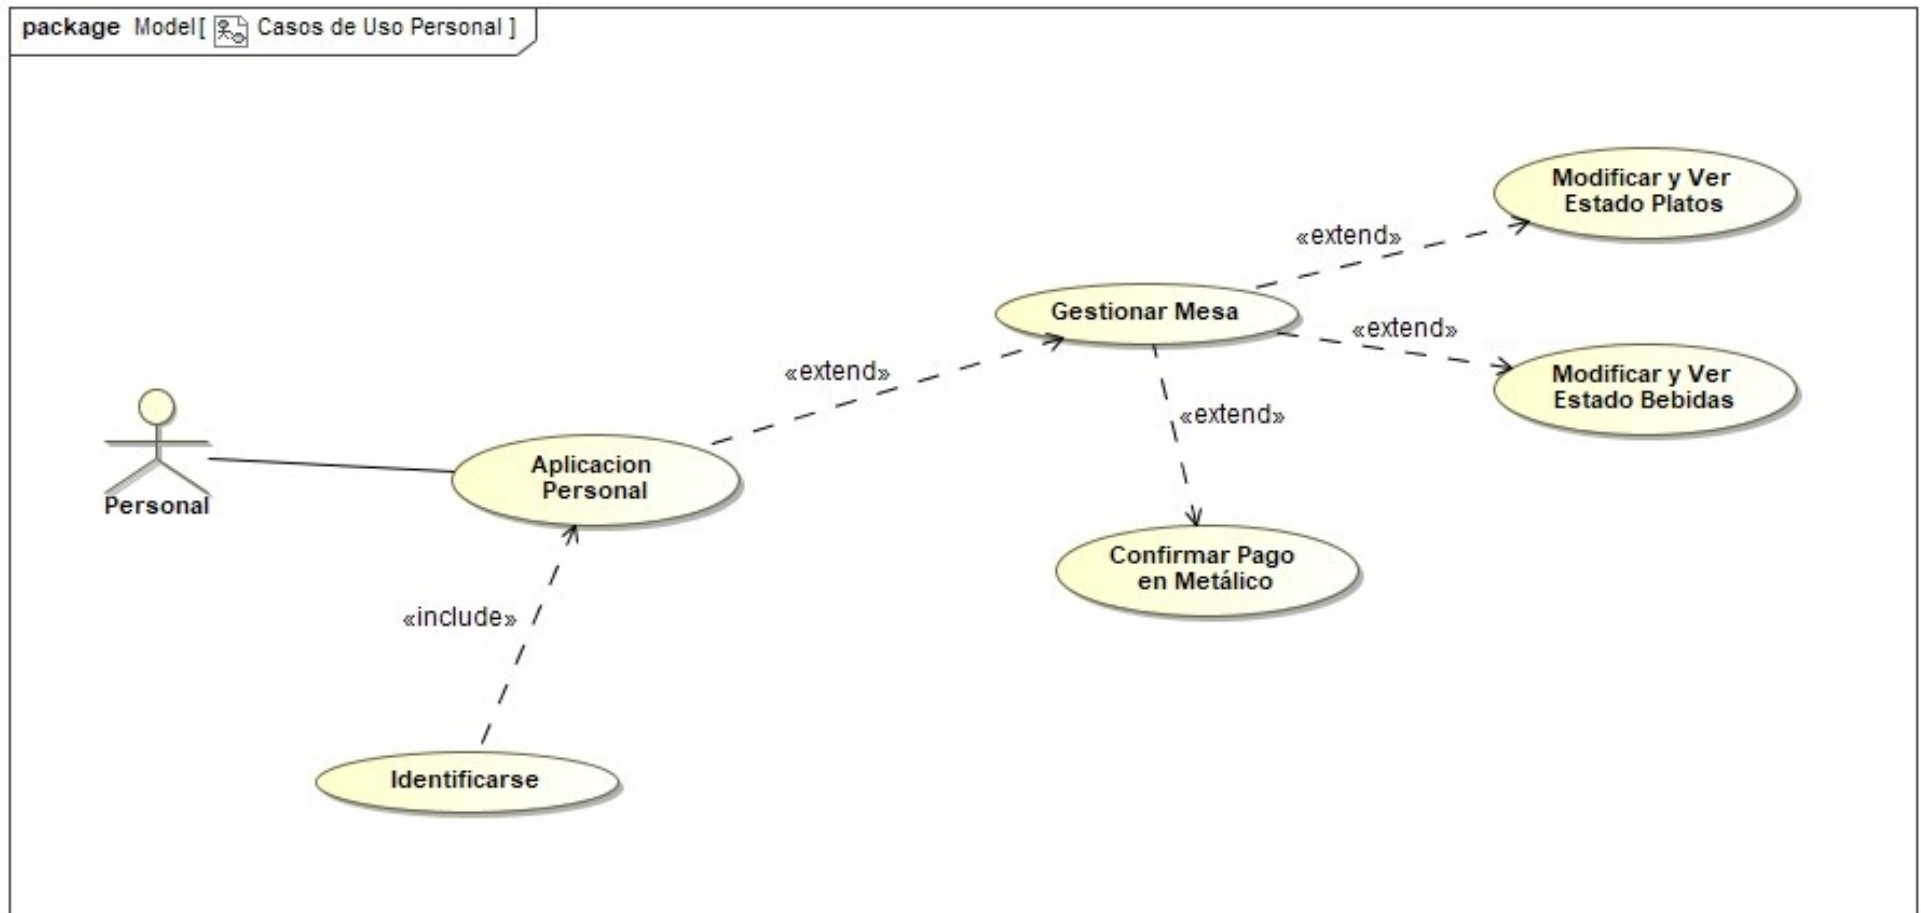 package Model[ Casos de Uso Personal ]
Modificar y Ver
Estado Platos
«extend»
Gestionar Mesa
«extend»
Modificar y Ver
Estado Bebidas
«extend»
«extend»
Aplicacion
Personal
Personal
Confirmar Pago
en Metálico
«include»
Identificarse